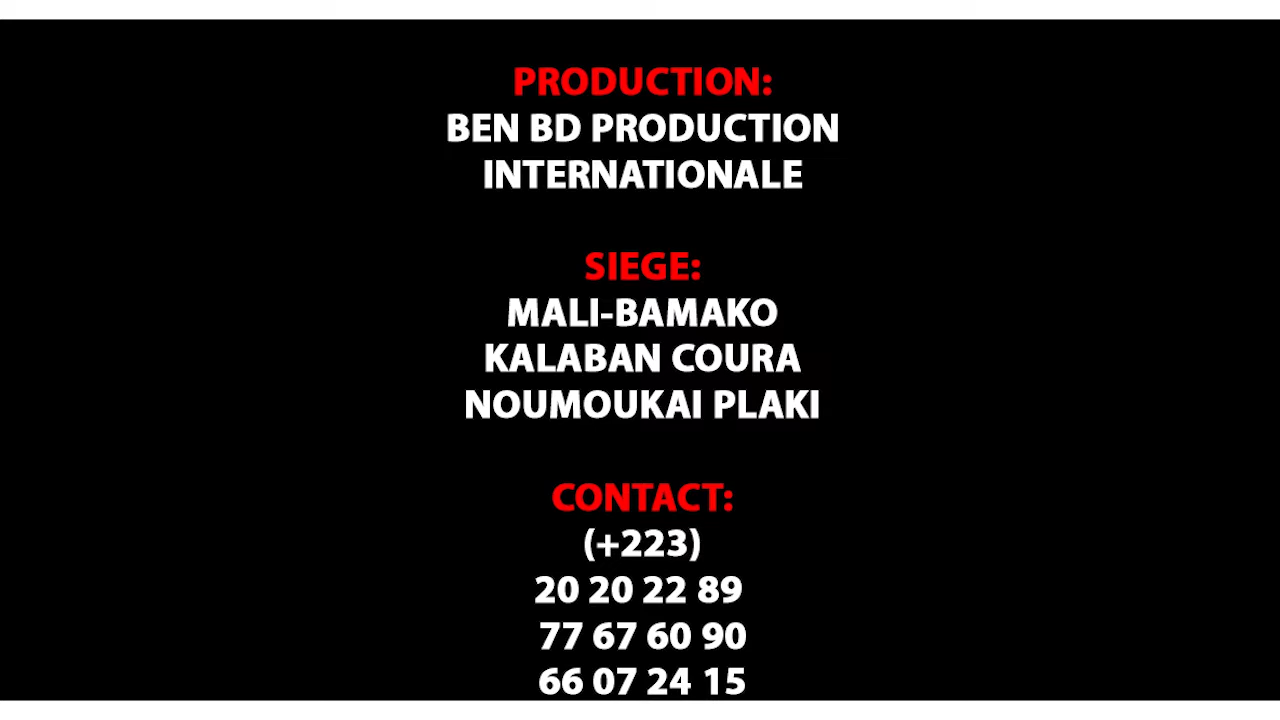 PRODUCTION:
BEN BD PRODUCTION
INTERNATIONALE
SIEGE:
MALI-BAMAKO
KALABAN COURA
NOUMOUKAI PLAKI
CONTACT:
(+223)
20 20 22 89
77 67 60 90
66 07 24 15